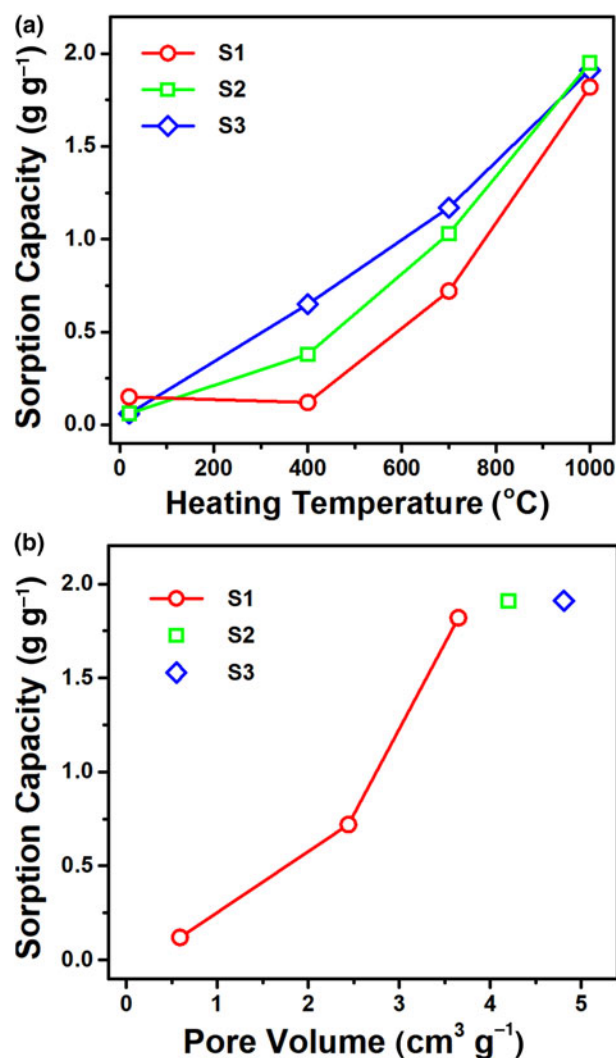 (a)
2.0
1.5
1.0
0.5
0.0
Sorption Capacity (g g⁻¹)
S1
S2
S3
0 200 400 600 800 1000
Heating Temperature (°C)
(b)
2.0
1.5
1.0
0.5
0.0
Sorption Capacity (g g⁻¹)
S1
S2
S3
0 1 2 3 4 5
Pore Volume (cm³ g⁻¹)